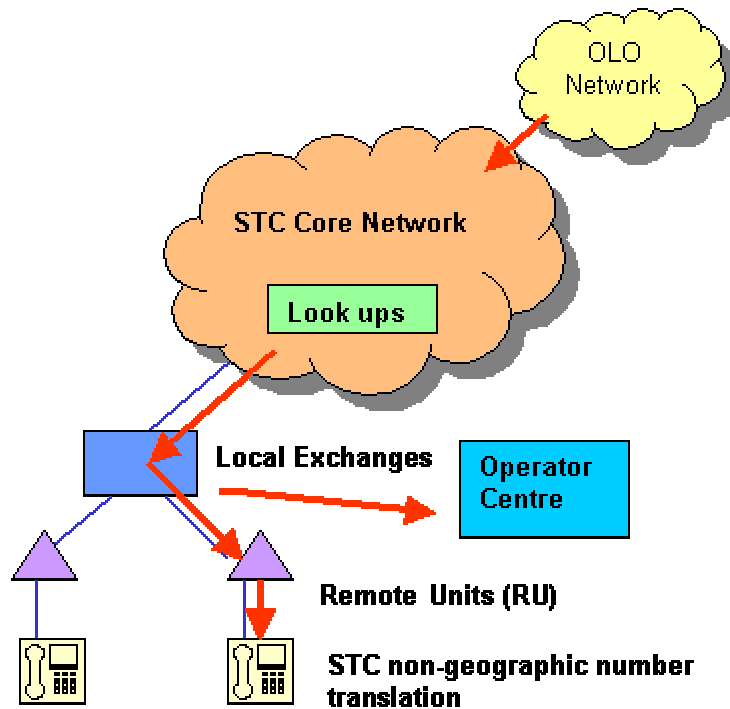 OLO
Network
STC Core Network
Look ups
Local Exchanges
Operator
Centre
Remote Units (RU)
STC non-geographic number
translation